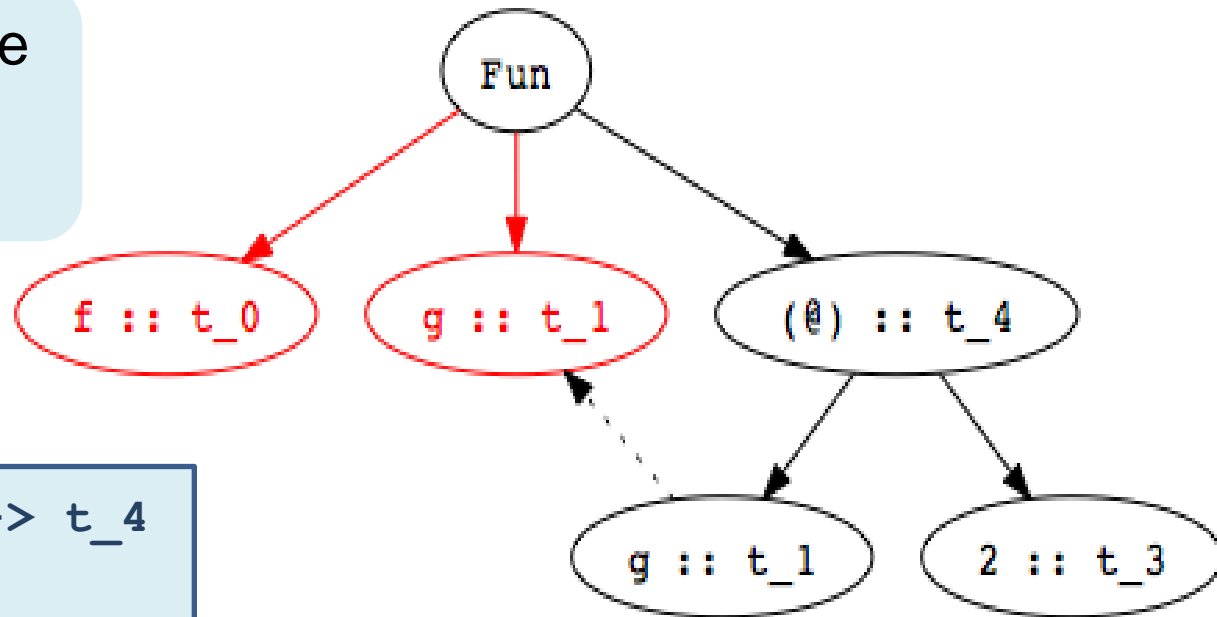 e
Fun
f :: t_0
g :: t_1
(@) :: t_4
> t_4
g :: t_1
2 :: t_3